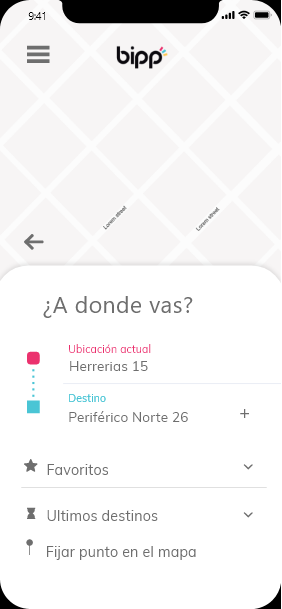 9:41
bipp
Lorem street
Lorem street
¿A donde vas?
Ubicación actual
Herrerias 15
Destino
Periférico Norte 26
+
Favoritos
Ultimos destinos
Fijar punto en el mapa